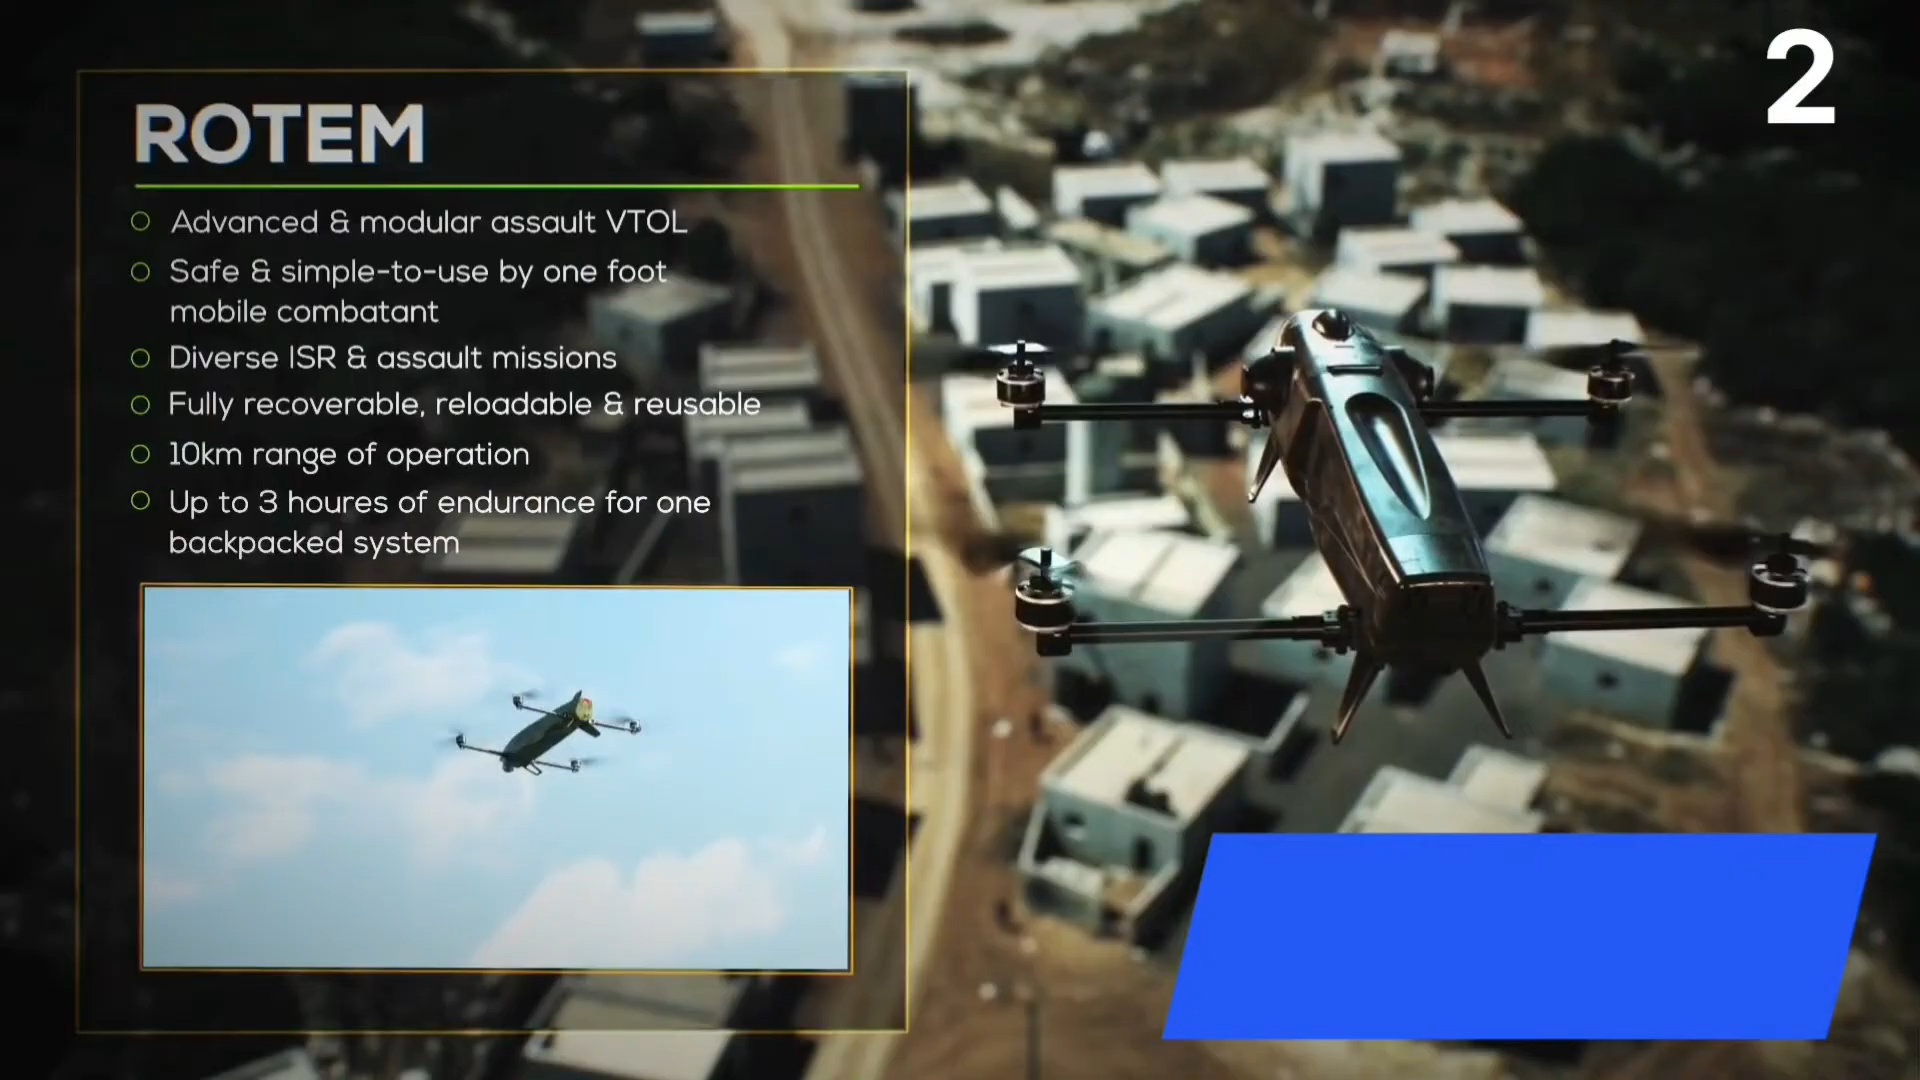 2
ROTEM
Advanced & modular assault VTOL
Safe & simple-to-use by one foot
mobile combatant
Diverse ISR & assault missions
Fully recoverable, reloadable & reusable
10km range of operation
Up to 3 houres of endurance for one
backpacked system